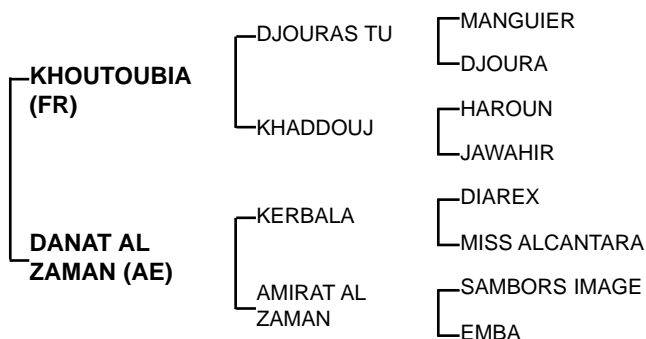 KHOUTOUBIA
(FR)
DANAT AL
ZAMAN (AE)
DJOURAS TU
KHADDOUJ
KERBALA
AMIRAT AL
ZAMAN
MANGUIER
DJOURA
HAROUN
JAWAHIR
DIAREX
MISS ALCANTARA
SAMBORS IMAGE
EMBA